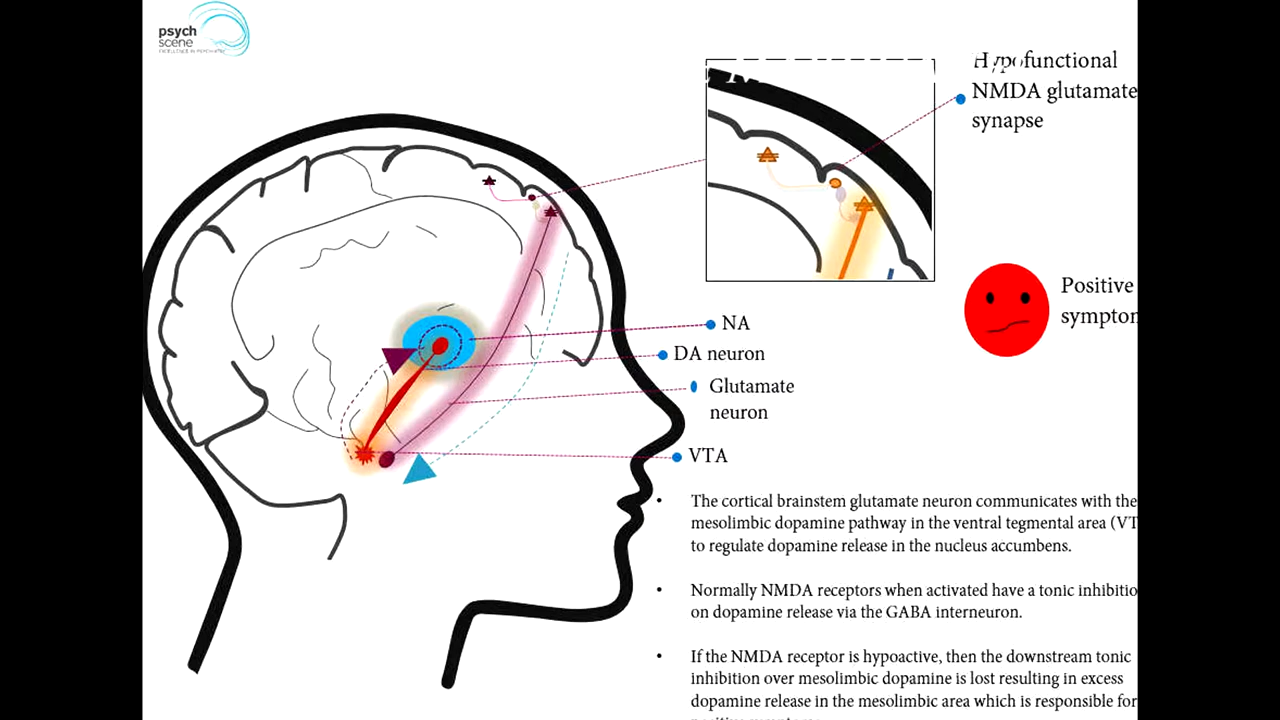 psych
scene
Hypofunctional
NMDA glutamate
synapse
Positive
symptom
NA
DA neuron
Glutamate
neuron
VTA
• The cortical brainstem glutamate neuron communicates with the
mesolimbic dopamine pathway in the ventral tegmental area (VT
to regulate dopamine release in the nucleus accumbens.
• Normally NMDA receptors when activated have a tonic inhibitio
on dopamine release via the GABA interneuron.
• If the NMDA receptor is hypoactive, then the downstream tonic
inhibition over mesolimbic dopamine is lost resulting in excess
dopamine release in the mesolimbic area which is responsible for